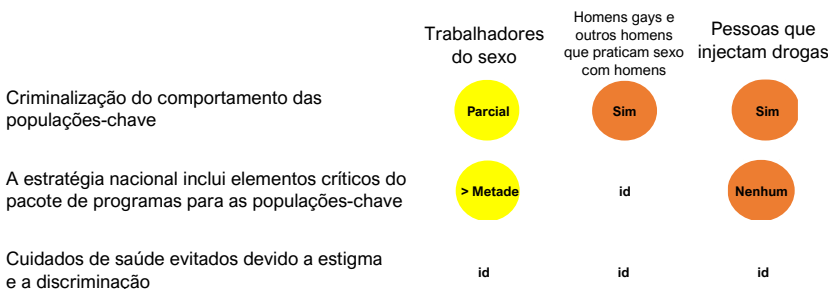 Trabalhadores
do sexo
Homens gays e
outros homens
que praticam sexo
com homens
Pessoas que
injectam drogas
Criminalização do comportamento das
populações-chave
Parcial
Sim
Sim
A estratégia nacional inclui elementos críticos do
pacote de programas para as populações-chave
> Metade
id
Nenhum
Cuidados de saúde evitados devido a estigma
e a discriminação
id
id
id